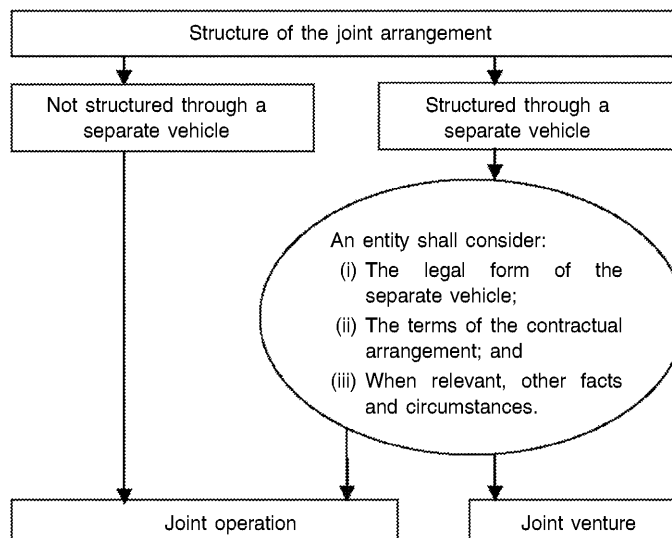 Structure of the joint arrangement
Not structured through a
separate vehicle
Structured through a
separate vehicle
An entity shall consider:
(i) The legal form of the
separate vehicle;
(ii) The terms of the contractual
arrangement; and
(iii) When relevant, other facts
and circumstances.
Joint operation
Joint venture